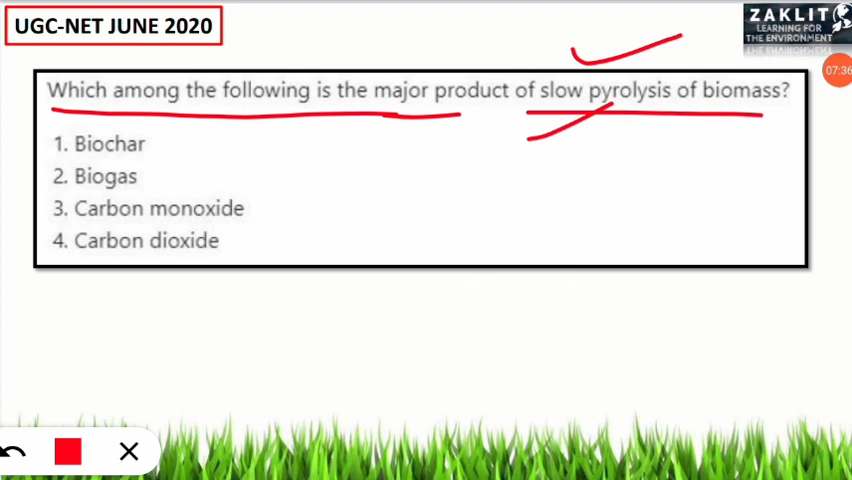 UGC-NET JUNE 2020
ZAKLIT
LEARNING FOR
THE ENVIRONMENT
07:36
Which among the following is the major product of slow pyrolysis of biomass?
1. Biochar
2. Biogas
3. Carbon monoxide
4. Carbon dioxide